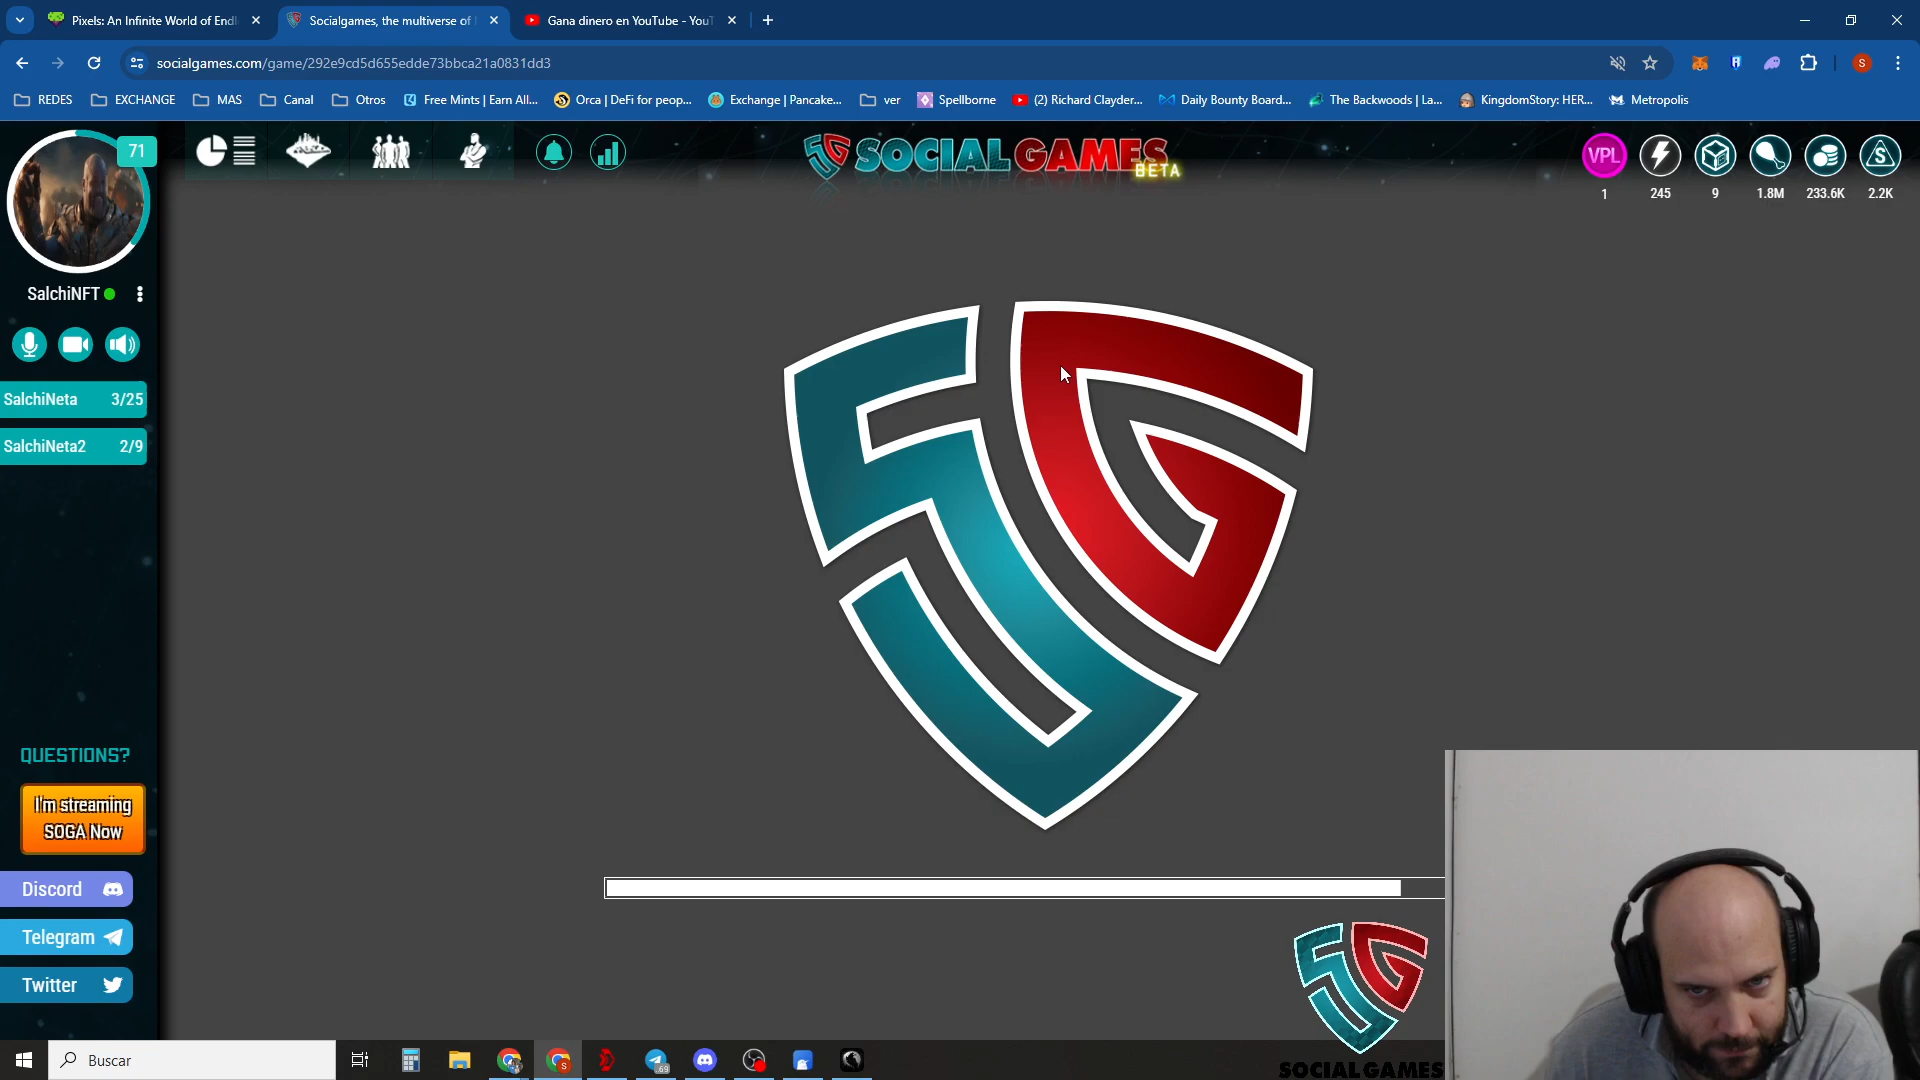 Pixels: An Infinite World of Endl
Socialgames, the multiverse of
Gana dinero en YouTube - YouT
socialgames.com/game/292e9cd5d655edde73bbca21a0831dd3
S
REDES
EXCHANGE
MAS
Canal
Otros
Free Mints | Earn All...
Orca | DeFi for peop...
Exchange | Pancake...
ver
Spellborne
(2) Richard Clayder...
Daily Bounty Board...
The Backwoods | La...
KingdomStory: HER...
Metropolis
71
SOCIALGAMES
BETA
VPL
1
245
9
1.8M
233.6K
2.2K
SalchiNFT
SalchiNeta 3/25
SalchiNeta2 2/9
QUESTIONS?
I'm streaming
SOGA Now
Discord
Telegram
Twitter
SOCIALGAMES
Buscar
69